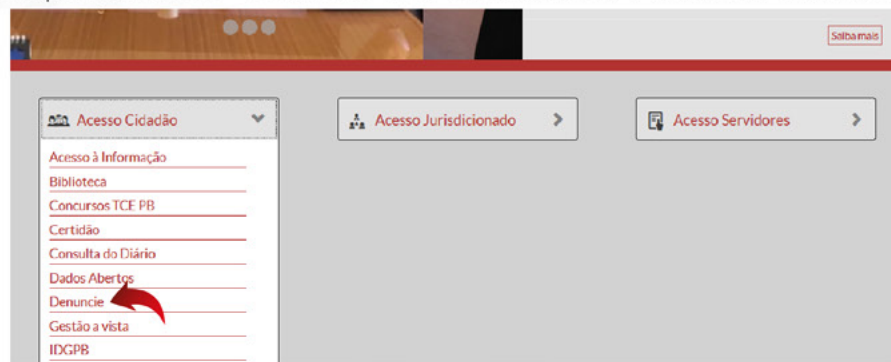 Saiba mais
Acesso Cidadão
Acesso Jurisdicionado
Acesso Servidores
Acesso à Informação
Biblioteca
Concursos TCE PB
Certidão
Consulta do Diário
Dados Abertos
Denuncie
Gestão a vista
IDGPB